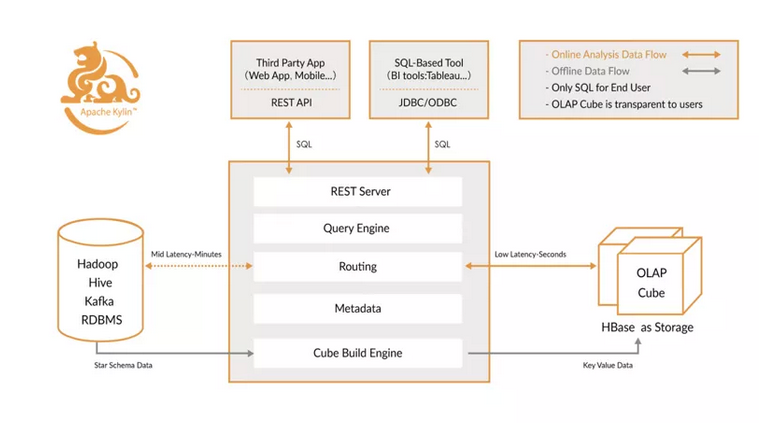 Apache Kylin™
Third Party App
(Web App, Mobile...)
REST API
SQL-Based Tool
(BI tools:Tableau...)
JDBC/ODBC
- Online Analysis Data Flow
- Offline Data Flow
- Only SQL for End User
- OLAP Cube is transparent to users
SQL
SQL
REST Server
Query Engine
Routing
Metadata
Cube Build Engine
Hadoop
Hive
Kafka
RDBMS
Mid Latency-Minutes
Low Latency-Seconds
OLAP
Cube
HBase as Storage
Star Schema Data
Key Value Data